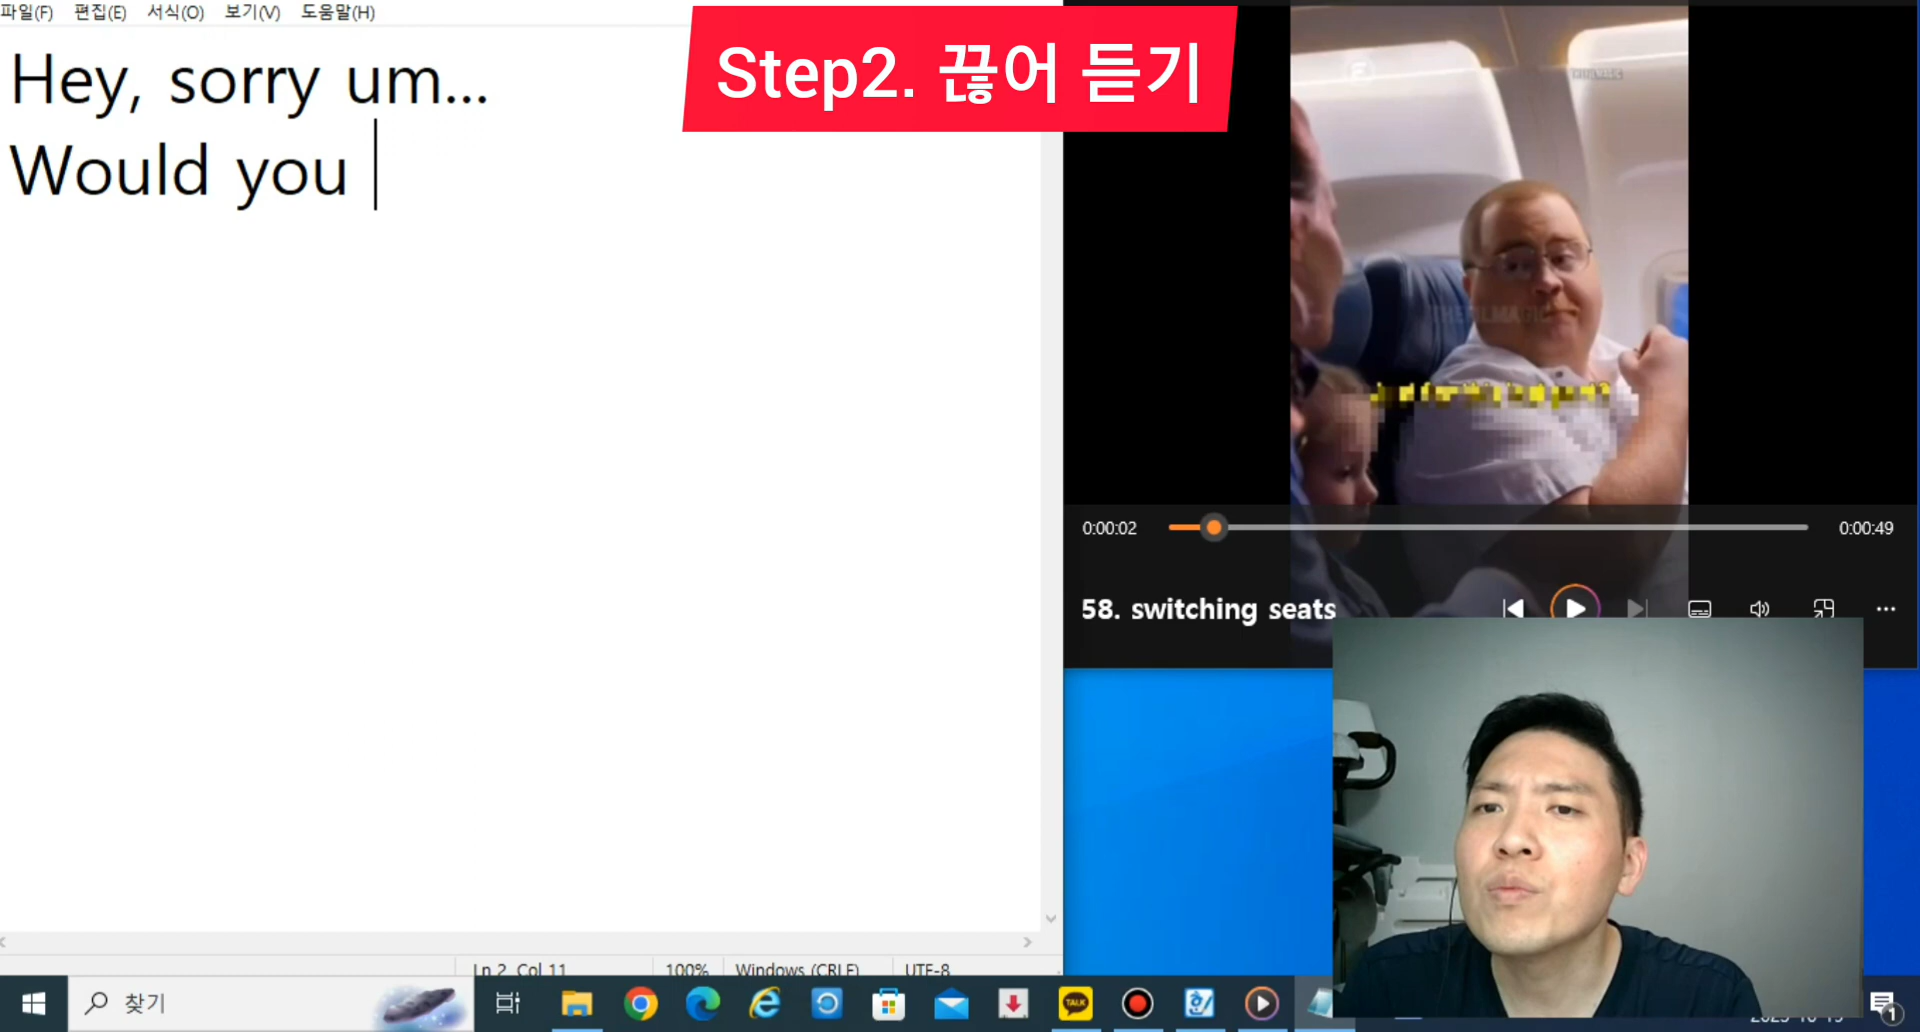 파일(F) 편집(E) 서식(O) 보기(V) 도움말(H)
Step2. 끊어 듣기
Hey, sorry um...
Would you
0:00:02
0:00:49
58. switching seats
Ln 2, Col 11
100%
Windows (CRLF)
UTF-8
찾기
TALK
1